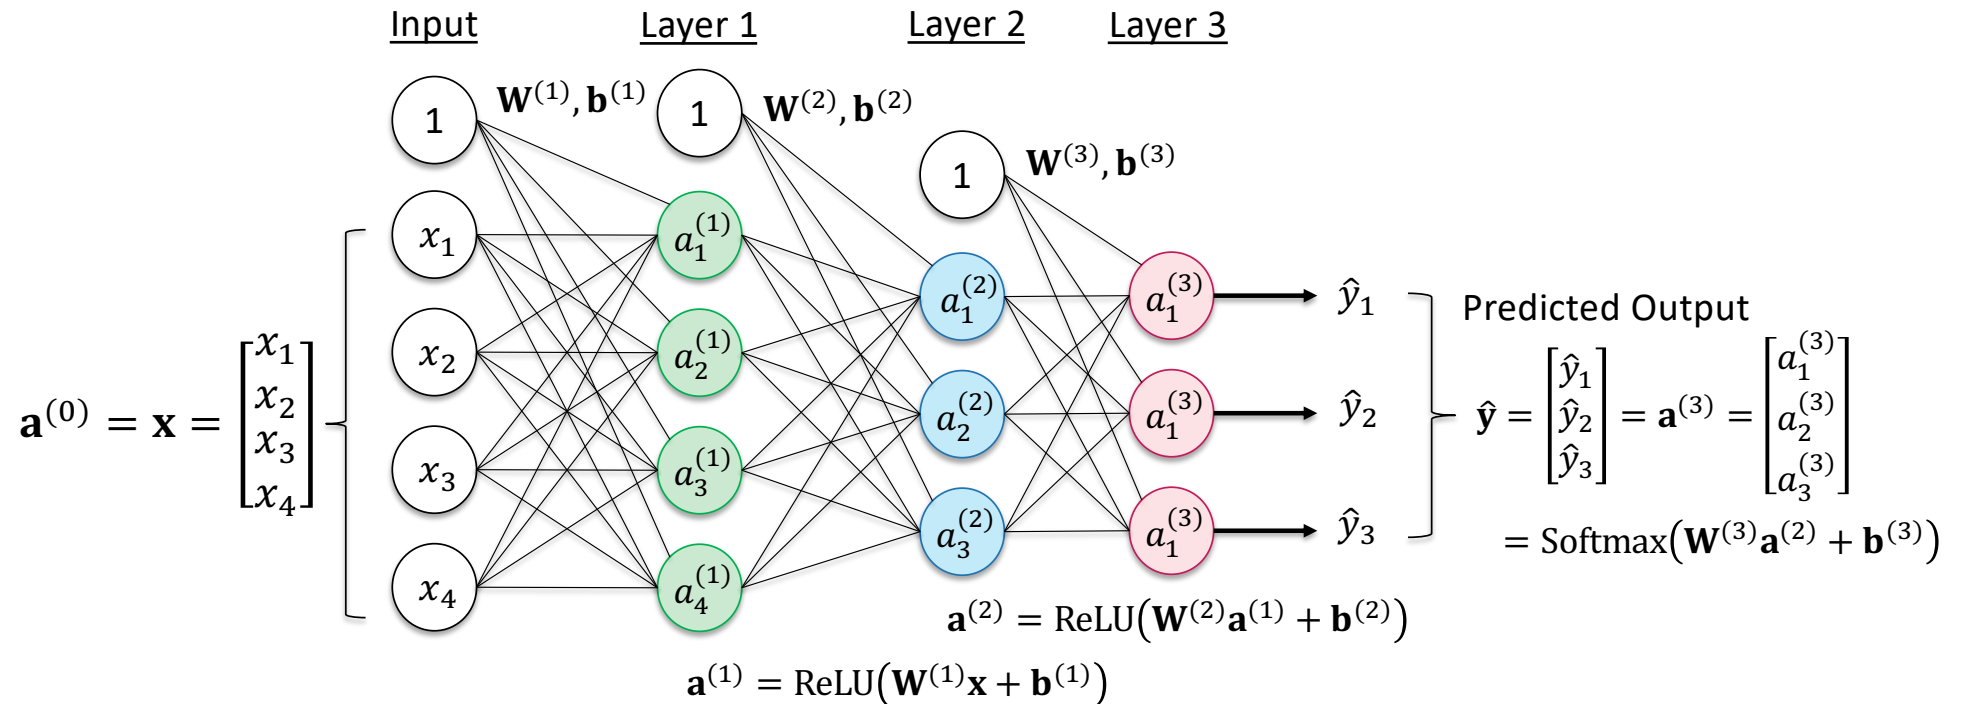 Input Layer 1 Layer 2 Layer 3
1 𝐖⁽¹⁾, 𝐛⁽¹⁾ 1 𝐖⁽²⁾, 𝐛⁽²⁾
1 𝐖⁽³⁾, 𝐛⁽³⁾
x₁ a₁⁽¹⁾
a₁⁽²⁾ a₁⁽³⁾ ŷ₁
x₂ a₂⁽¹⁾
a₂⁽²⁾ a₁⁽³⁾ ŷ₂
x₃ a₃⁽¹⁾
a₃⁽²⁾ a₁⁽³⁾ ŷ₃
x₄ a₄⁽¹⁾
𝐚⁽⁰⁾ = 𝐱 = [x₁ x₂ x₃ x₄]
Predicted Output
𝐲̂ = [ŷ₁ ŷ₂ ŷ₃] = 𝐚⁽³⁾ = [a₁⁽³⁾ a₂⁽³⁾ a₃⁽³⁾]
= Softmax(𝐖⁽³⁾𝐚⁽²⁾ + 𝐛⁽³⁾)
𝐚⁽²⁾ = ReLU(𝐖⁽²⁾𝐚⁽¹⁾ + 𝐛⁽²⁾)
𝐚⁽¹⁾ = ReLU(𝐖⁽¹⁾𝐱 + 𝐛⁽¹⁾)